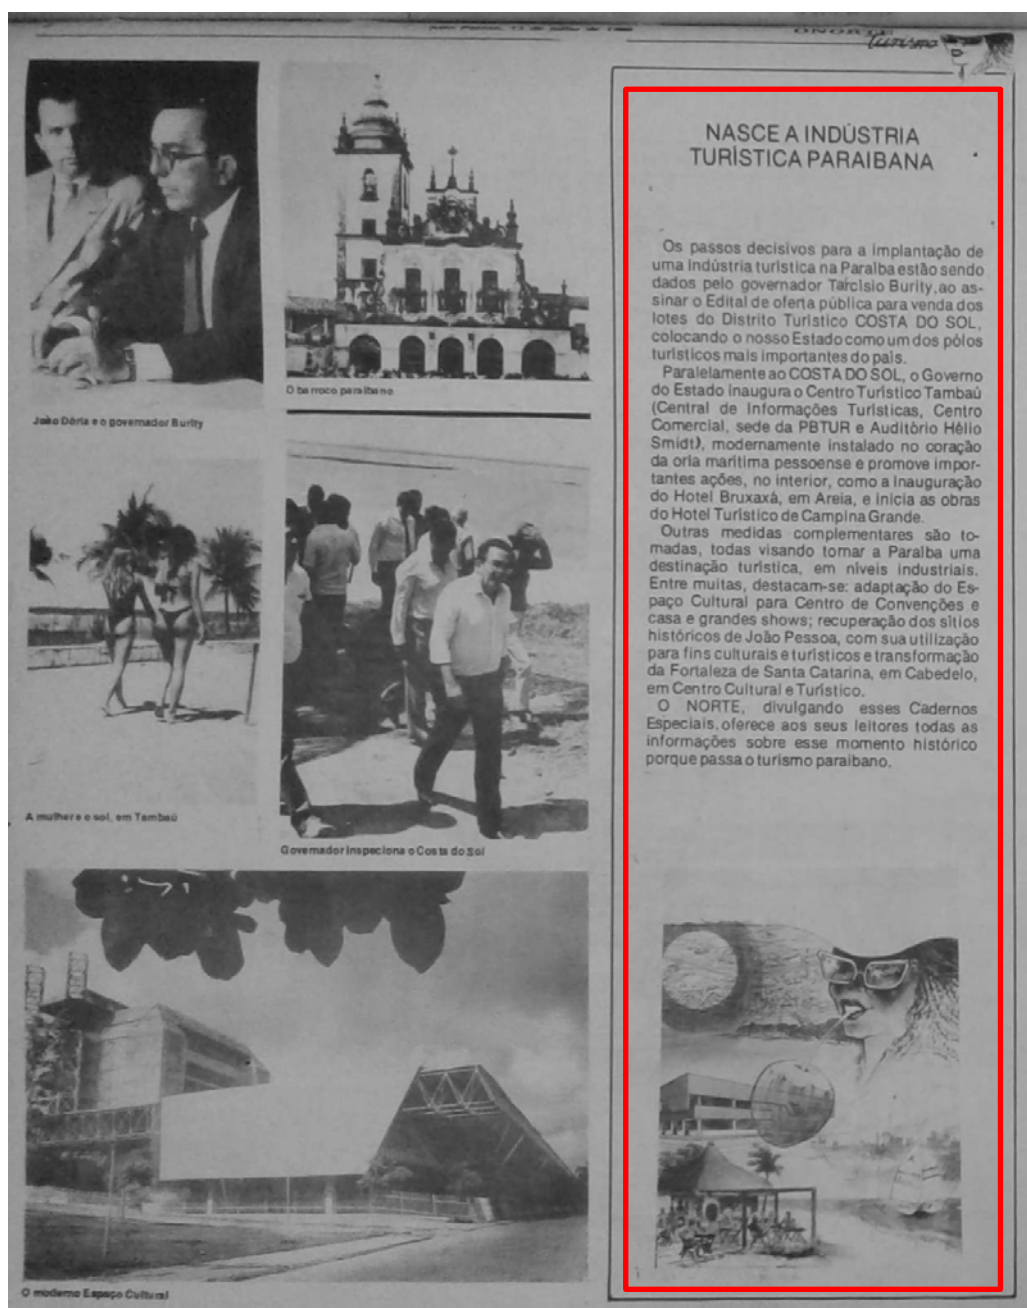 ONORTE
turismo
NASCE A INDÚSTRIA
TURÍSTICA PARAIBANA
Os passos decisivos para a implantação de
uma indústria turística na Paraíba estão sendo
dados pelo governador Tarcísio Burity, ao as-
sinar o Edital de oferta pública para venda dos
lotes do Distrito Turístico COSTA DO SOL,
colocando o nosso Estado como um dos pólos
turísticos mais importantes do país.
Paralelamente ao COSTA DO SOL, o Governo
do Estado inaugura o Centro Turístico Tambaú
(Central de Informações Turísticas, Centro
Comercial, sede da PBTUR e Auditório Hélio
Smidt), modernamente instalado no coração
da orla marítima pessoense e promove impor-
tantes ações, no interior, como a inauguração
do Hotel Bruxaxá, em Areia, e inicia as obras
do Hotel Turístico de Campina Grande.
Outras medidas complementares são to-
madas, todas visando tornar a Paraíba uma
destinação turística, em níveis industriais.
Entre muitas, destacam-se: adaptação do Es-
paço Cultural para Centro de Convenções e
casa e grandes shows; recuperação dos sítios
históricos de João Pessoa, com sua utilização
para fins culturais e turísticos e transformação
da Fortaleza de Santa Catarina, em Cabedelo,
em Centro Cultural e Turístico.
O NORTE, divulgando esses Cadernos
Especiais, oferece aos seus leitores todas as
informações sobre esse momento histórico
porque passa o turismo paraibano.
João Dória e o governador Burity
O barroco paraibano
A mulher e o sol, em Tambaú
Governador Inspeciona o Costa do Sol
O moderno Espaço Cultural